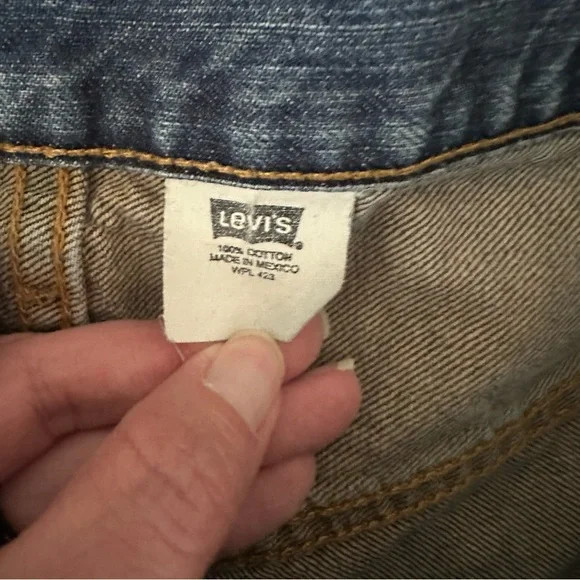 LeVI'S
100% COTTON
MADE IN MEXICO
WPL 423